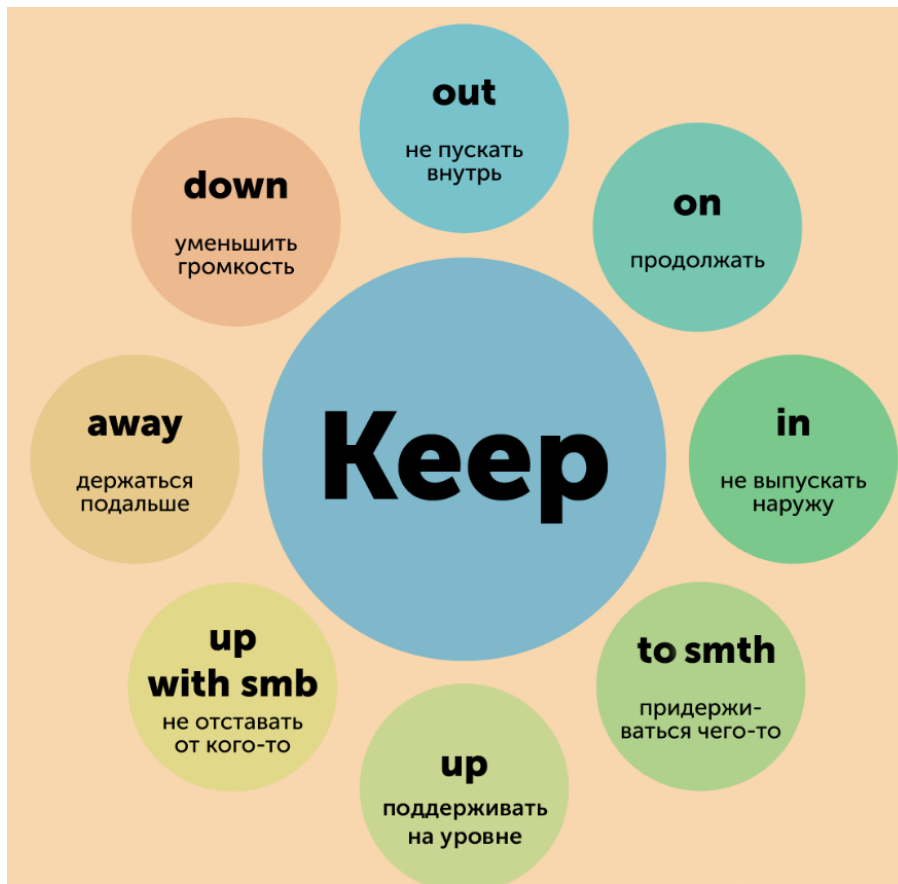 Keep
out
не пускать
внутрь
on
продолжать
in
не выпускать
наружу
to smth
придержи-
ваться чего-то
up
поддерживать
на уровне
up
with smb
не отставать
от кого-то
away
держаться
подальше
down
уменьшить
громкость